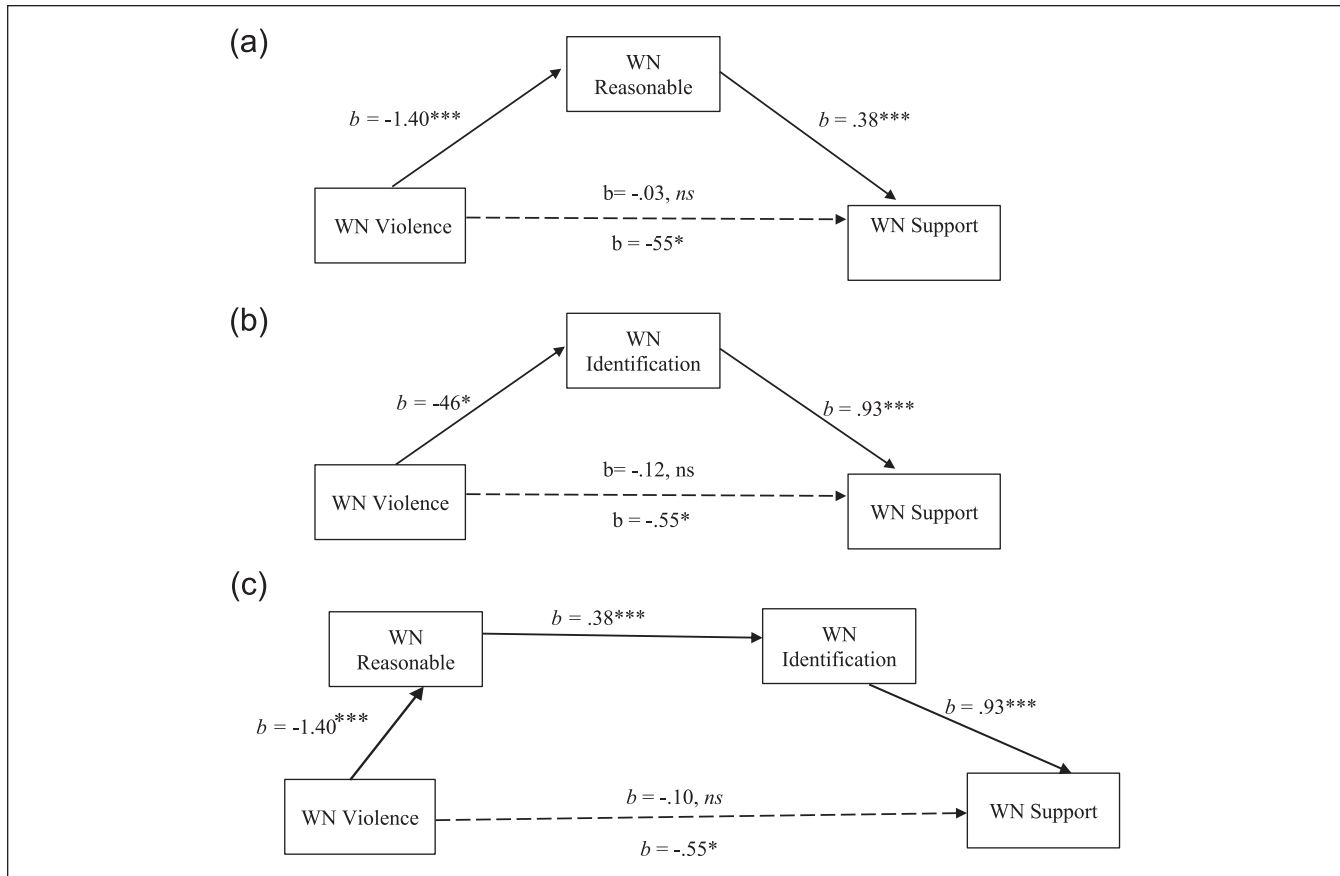 (a)
WN
Reasonable
b = -1.40***
b = .38***
b= -.03, ns
WN Violence
WN Support
b = -55*
(b)
WN
Identification
b = -46*
b = .93***
b= -.12, ns
WN Violence
WN Support
b = -.55*
(c)
b = .38***
WN
Reasonable
WN
Identification
b = -1.40***
b = .93***
b = -.10, ns
WN Violence
WN Support
b = -.55*